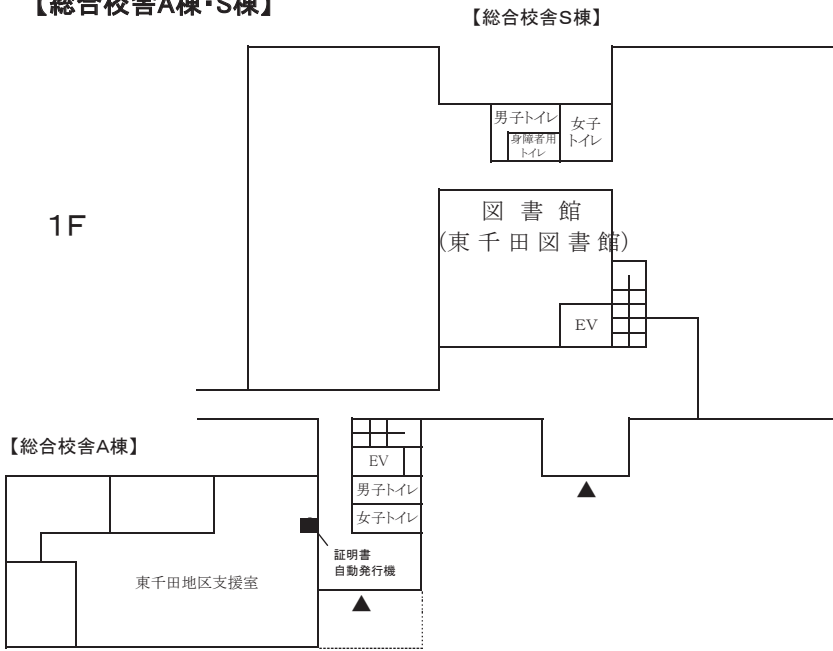 【総合校舎A棟・S棟】
【総合校舎S棟】
男子トイレ
女子
トイレ
身障者用
トイレ
1F
図書館
(東千田図書館)
EV
【総合校舎A棟】
EV
男子トイレ
女子トイレ
証明書
自動発行機
東千田地区支援室